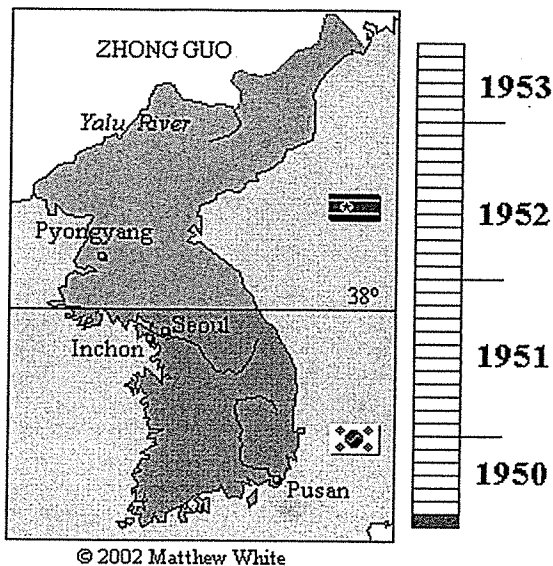 ZHONG GUO
Yalu River
Pyongyang
38°
Seoul
Inchon
Pusan
1953
1952
1951
1950
© 2002 Matthew White